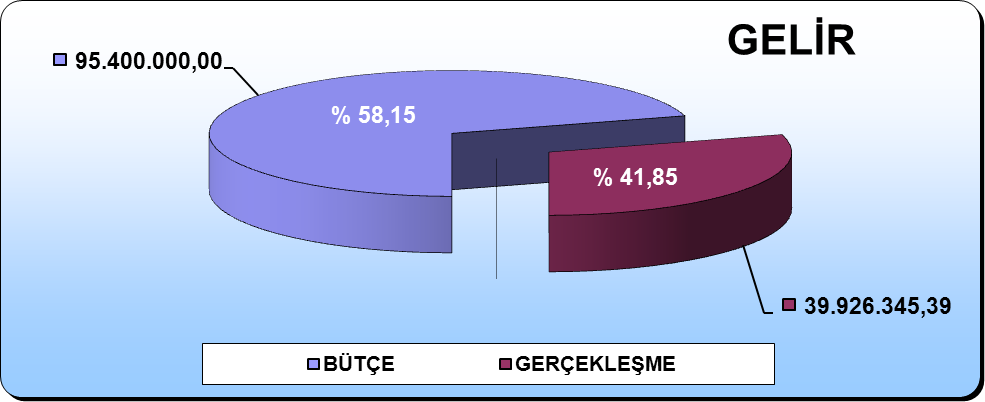 GELİR
95.400.000,00
% 58,15
% 41,85
39.926.345,39
BÜTÇE
GERÇEKLEŞME